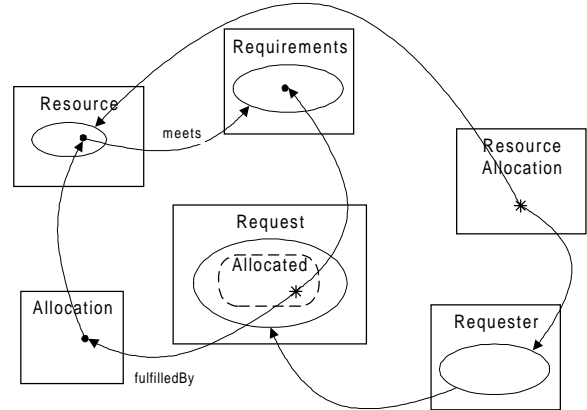 Requirements
Resource
meets
Resource
Allocation
Request
Allocated
Allocation
Requester
fulfilledBy